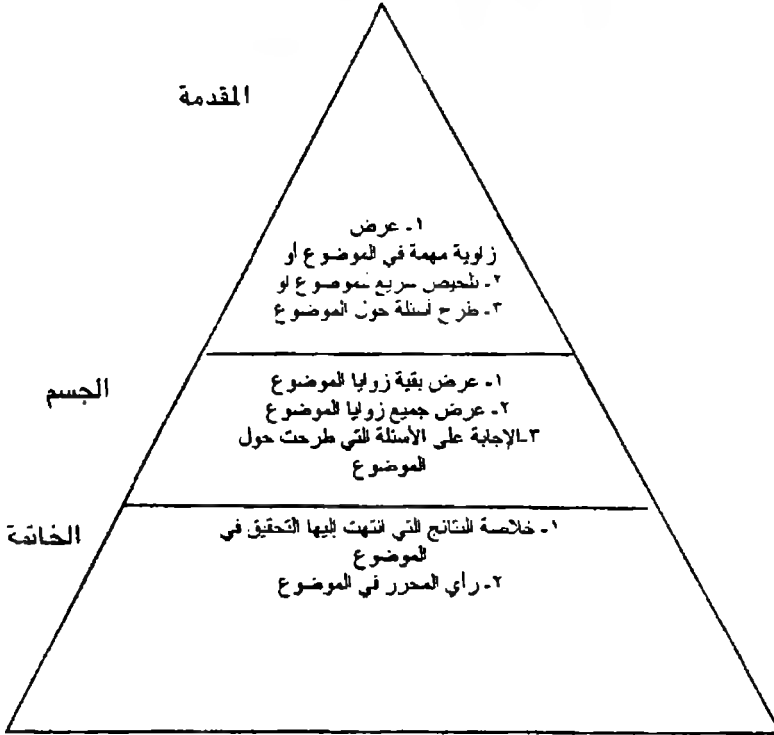 المقدمة
١- عرض
زاوية مهمة في الموضوع أو
٢- تلخيص سريع للموضوع أو
٣- طرح أسئلة حول الموضوع
الجسم
١- عرض بقية زوايا الموضوع
٢- عرض جميع زوايا الموضوع
٣-الإجابة على الأسئلة التي طرحت حول
الموضوع
الخاتمة
١- خلاصة النتائج التي انتهت إليها التحقيق في
الموضوع
٢- رأي المحرر في الموضوع